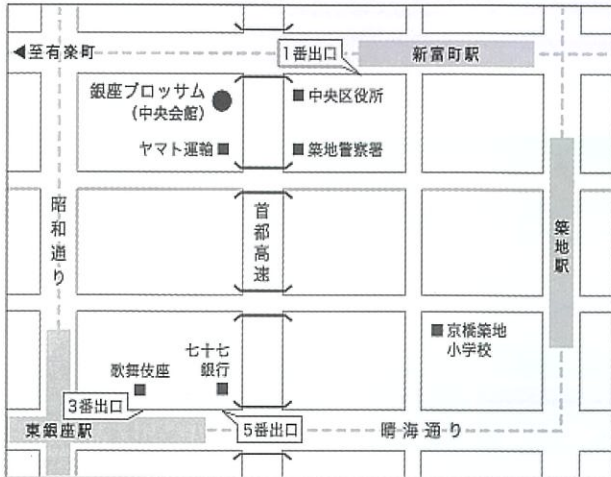 ◀至有楽町
1番出口
新富町駅
銀座ブロッサム
(中央会館)
中央区役所
ヤマト運輸
築地警察署
昭和通り
首都高速
築地駅
京橋築地
小学校
七十七
銀行
歌舞伎座
3番出口
東銀座駅
5番出口
晴海通り